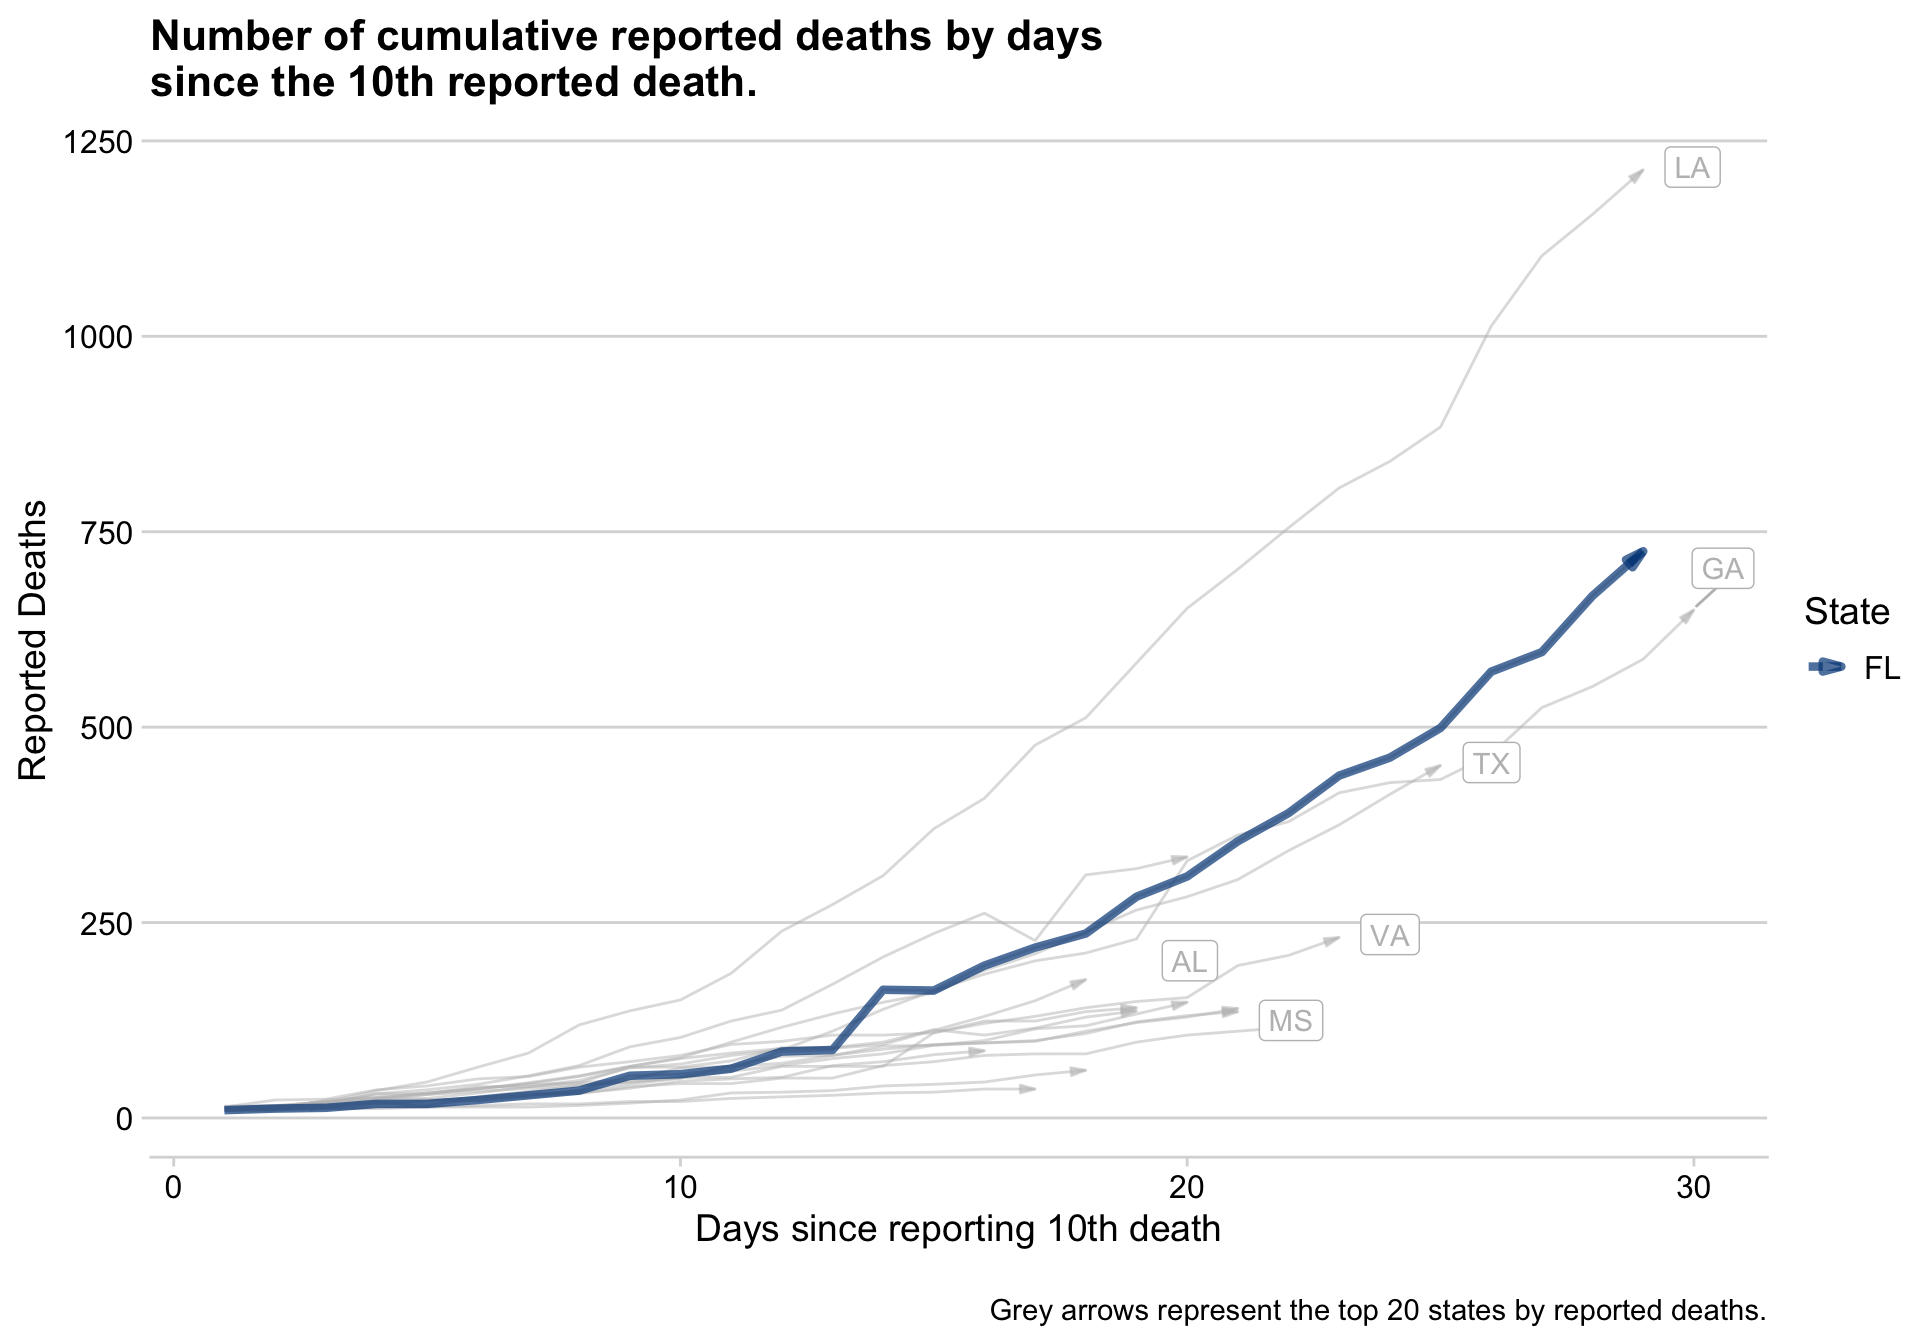 Number of cumulative reported deaths by days
since the 10th reported death.
1250
1000
750
500
250
0
Reported Deaths
LA
GA
TX
VA
AL
MS
State
FL
0 10 20 30
Days since reporting 10th death
Grey arrows represent the top 20 states by reported deaths.